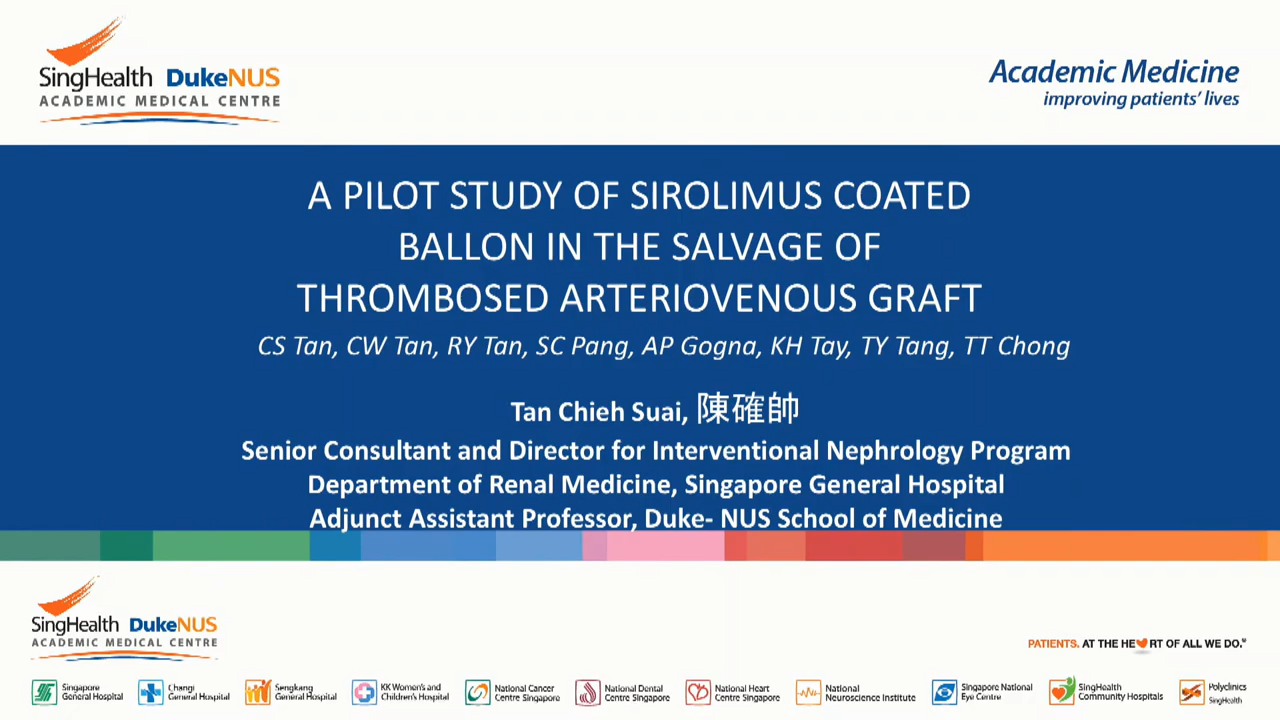 SingHealth DukeNUS
ACADEMIC MEDICAL CENTRE
Academic Medicine
improving patients' lives
A PILOT STUDY OF SIROLIMUS COATED
BALLON IN THE SALVAGE OF
THROMBOSED ARTERIOVENOUS GRAFT
CS Tan, CW Tan, RY Tan, SC Pang, AP Gogna, KH Tay, TY Tang, TT Chong
Tan Chieh Suai, 陳確帥
Senior Consultant and Director for Interventional Nephrology Program
Department of Renal Medicine, Singapore General Hospital
Adjunct Assistant Professor, Duke- NUS School of Medicine
SingHealth DukeNUS
ACADEMIC MEDICAL CENTRE
PATIENTS. AT THE HEART OF ALL WE DO.®
Singapore
General Hospital
Changi
General Hospital
Sengkang
General Hospital
KK Women's and
Children's Hospital
National Cancer
Centre Singapore
National Dental
Centre Singapore
National Heart
Centre Singapore
National
Neuroscience Institute
Singapore National
Eye Centre
SingHealth
Community Hospitals
Polyclinics
SingHealth